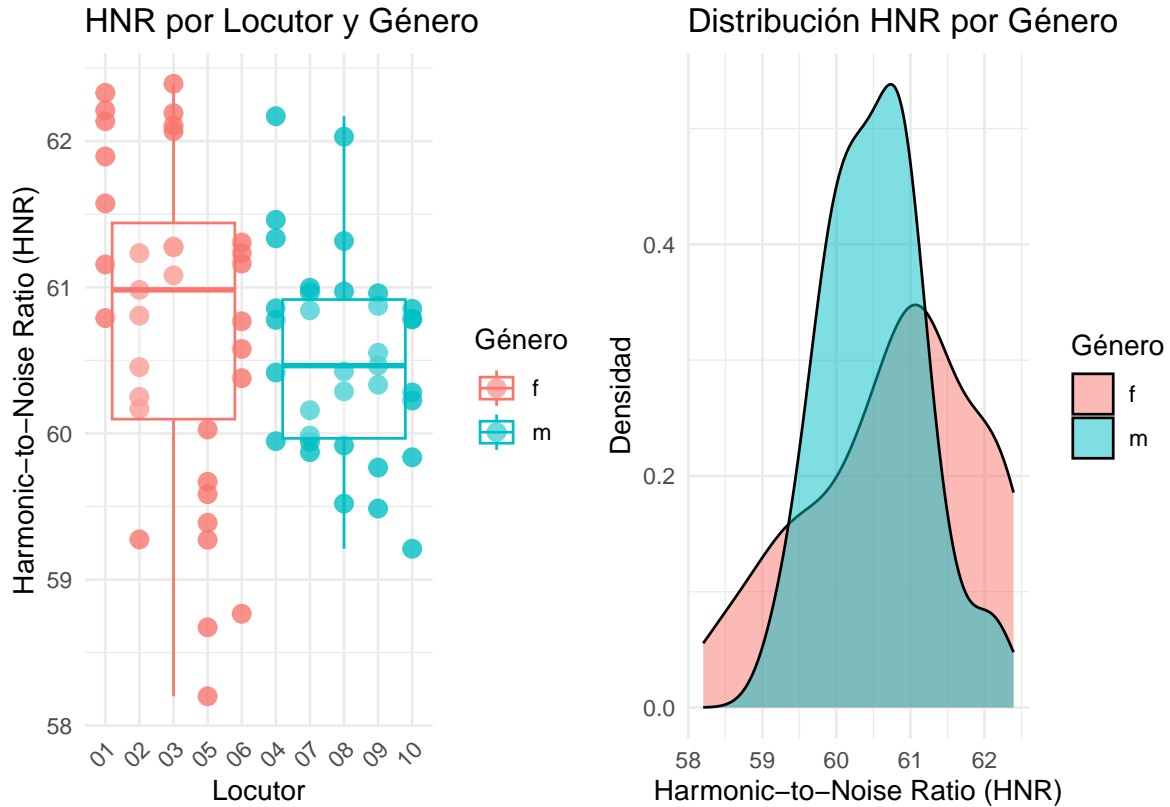 HNR por Locutor y Género
Harmonic−to−Noise Ratio (HNR)
62
61
60
59
58
01
02
03
05
06
04
07
08
09
10
Locutor
Género
f
m
Distribución HNR por Género
Densidad
0.4
0.2
0.0
58
59
60
61
62
Harmonic−to−Noise Ratio (HNR)
Género
f
m